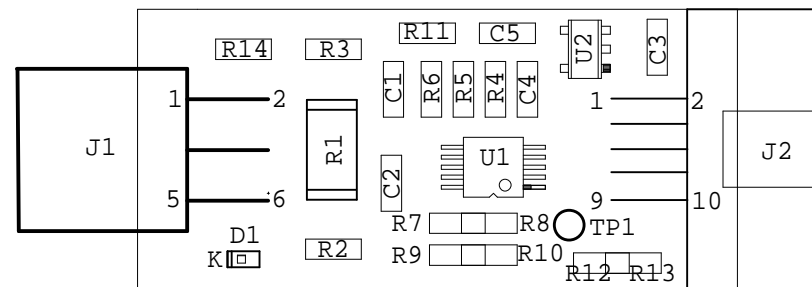 R11 C5
R14 R3 U2 C3
C1 R6 R5 R4 C4
1 2 1 2
J1 R1 U1 J2
C2
5 6 9 10
R7 R8 TP1
D1
R2
K R9 R10
R12 R13